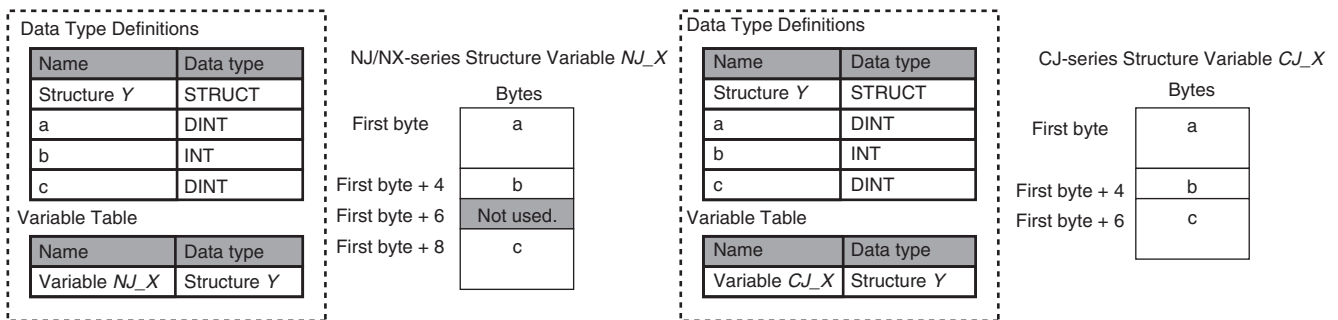 Data Type Definitions
Name Data type
Structure Y STRUCT
a DINT
b INT
c DINT
Variable Table
Name Data type
Variable NJ_X Structure Y
NJ/NX-series Structure Variable NJ_X
Bytes
First byte a
First byte + 4 b
First byte + 6 Not used.
First byte + 8 c
Data Type Definitions
Name Data type
Structure Y STRUCT
a DINT
b INT
c DINT
Variable Table
Name Data type
Variable CJ_X Structure Y
CJ-series Structure Variable CJ_X
Bytes
First byte a
First byte + 4 b
First byte + 6 c